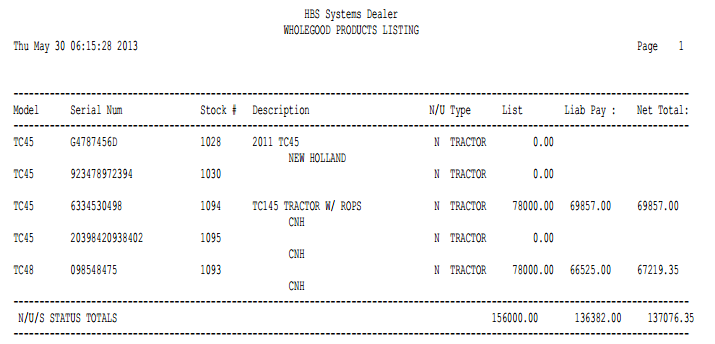 HBS Systems Dealer
WHOLEGOOD PRODUCTS LISTING
Thu May 30 06:15:28 2013 Page 1
Model Serial Num Stock # Description N/U Type List Liab Pay : Net Total:
TC45 G4787456D 1028 2011 TC45 N TRACTOR 0.00
NEW HOLLAND
TC45 923478972394 1030 N TRACTOR 0.00
TC45 6334530498 1094 TC145 TRACTOR W/ ROPS N TRACTOR 78000.00 69857.00 69857.00
CNH
TC45 20398420938402 1095 N TRACTOR 0.00
CNH
TC48 098548475 1093 N TRACTOR 78000.00 66525.00 67219.35
CNH
N/U/S STATUS TOTALS 156000.00 136382.00 137076.35